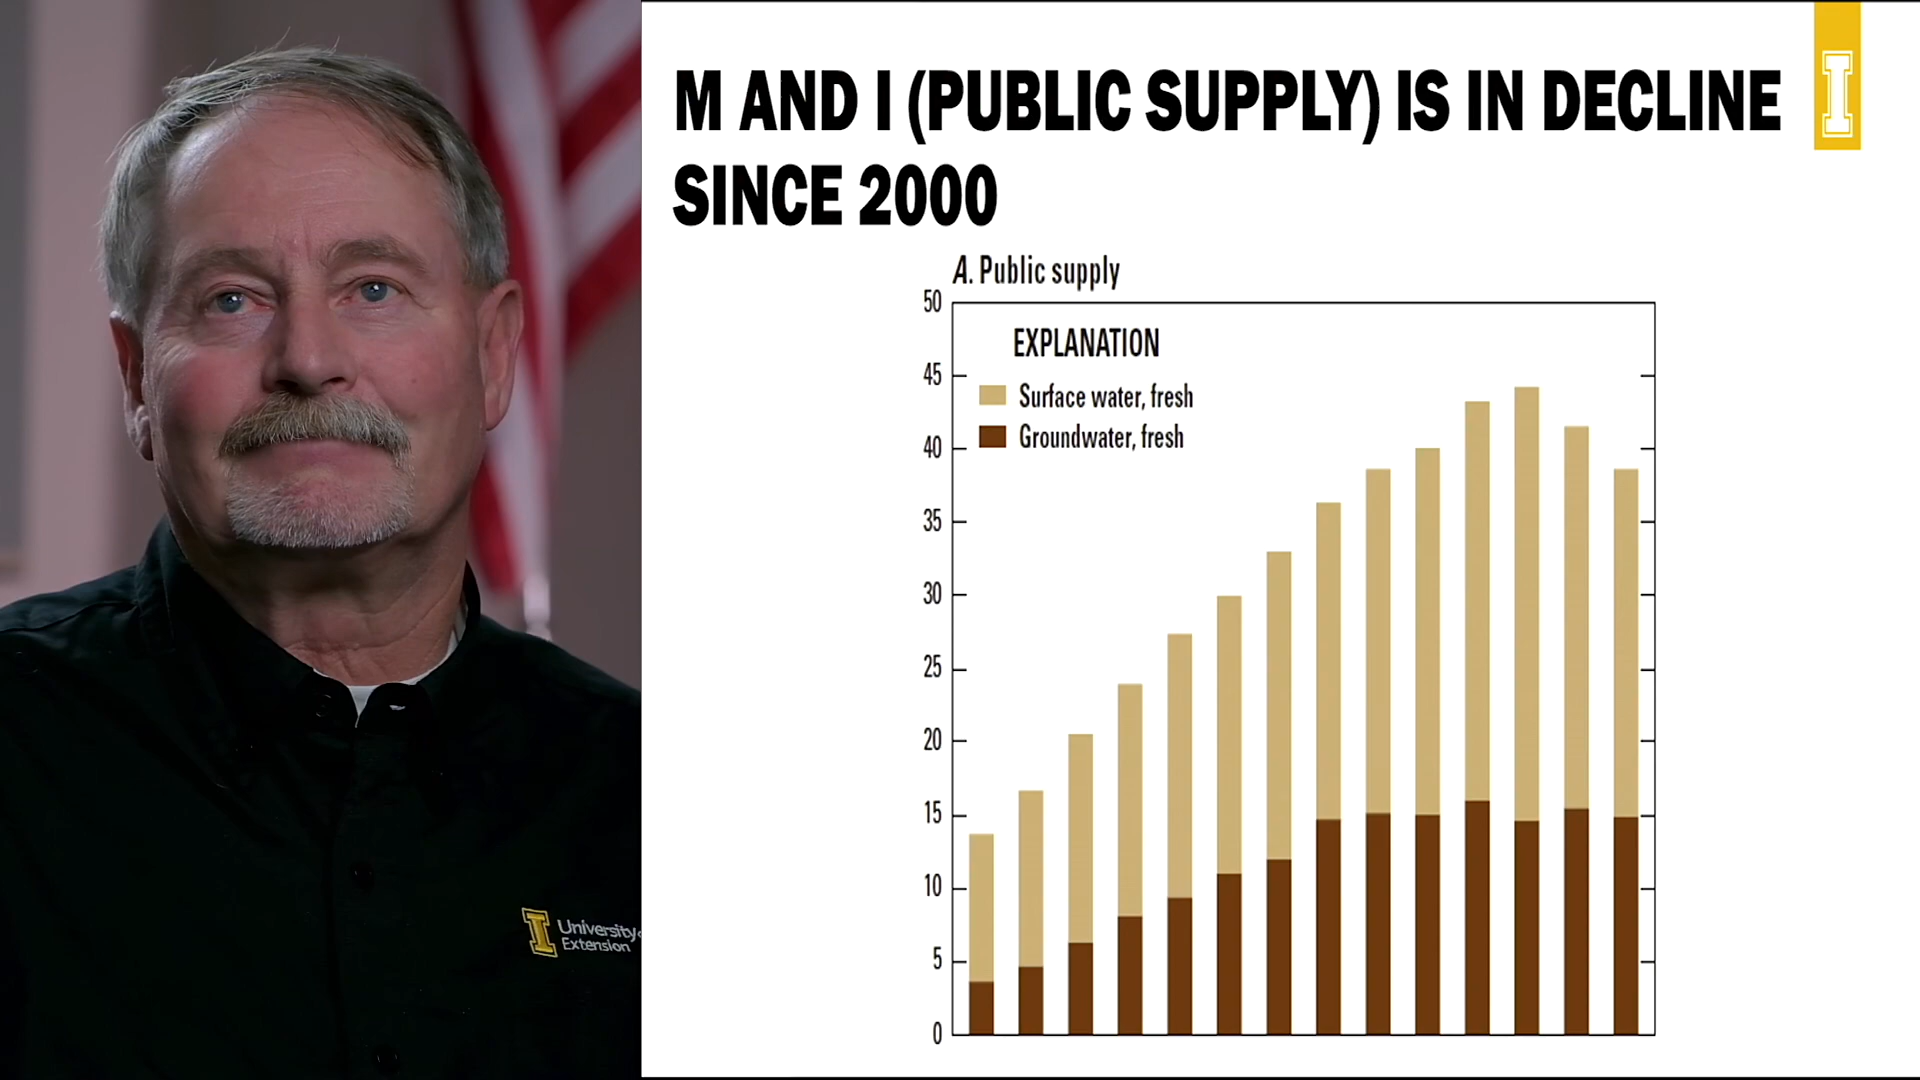 M AND I (PUBLIC SUPPLY) IS IN DECLINE
SINCE 2000
I
A. Public supply
50
EXPLANATION
45
Surface water, fresh
Groundwater, fresh
40
35
30
25
20
15
10
5
0
I University
Extension